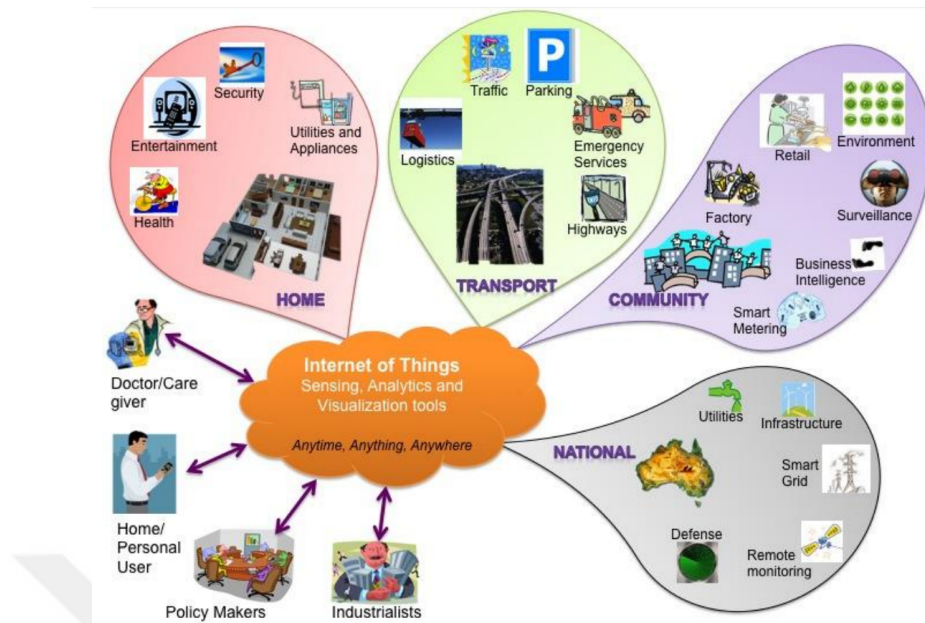 Security
Entertainment
Utilities and
Appliances
Health
HOME
Traffic
P
Parking
Logistics
Emergency
Services
Highways
TRANSPORT
Retail
Environment
Factory
Surveillance
Business
Intelligence
COMMUNITY
Smart
Metering
Internet of Things
Sensing, Analytics and
Visualization tools
Anytime, Anything, Anywhere
Doctor/Care
giver
Home/
Personal
User
Policy Makers
Industrialists
NATIONAL
Utilities
Infrastructure
Smart
Grid
Defense
Remote
monitoring